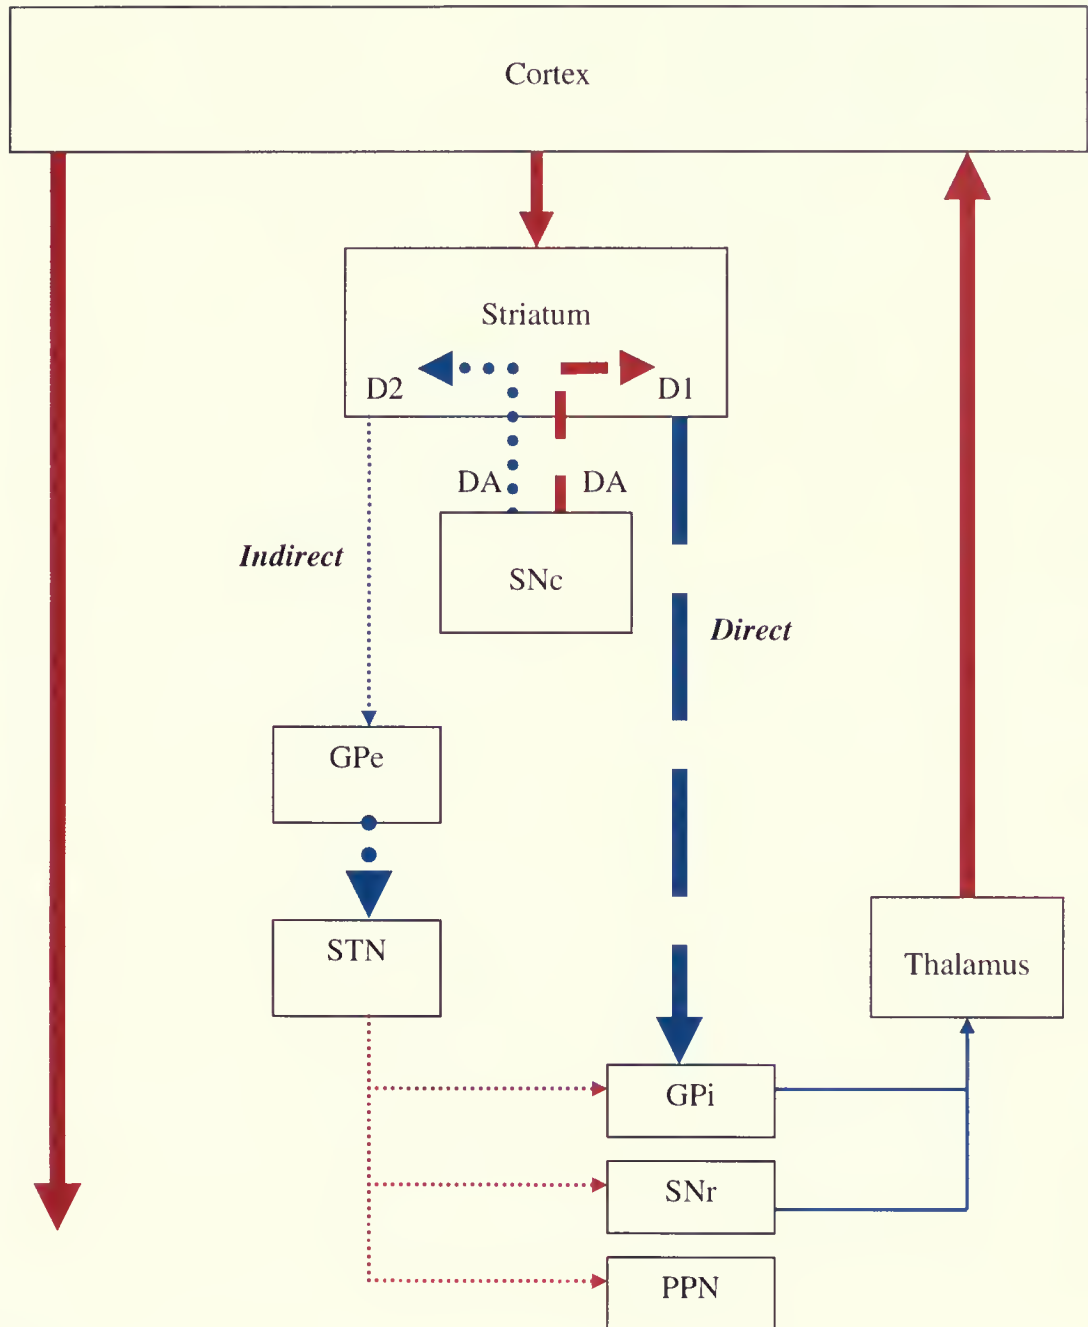 Cortex
Striatum
D2
D1
DA
DA
Indirect
SNc
Direct
GPe
STN
Thalamus
GPi
SNr
PPN